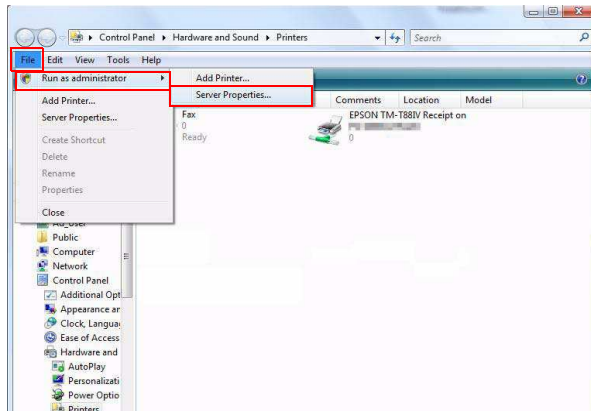 Control Panel ▸ Hardware and Sound ▸ Printers
Search
File Edit View Tools Help
Run as administrator
Add Printer...
Server Properties...
Add Printer...
Server Properties...
Create Shortcut
Delete
Rename
Properties
Close
Comments Location Model
Fax
0
Ready
EPSON TM-T88IV Receipt on
0
Public
Computer
Network
Control Panel
Additional Opt
Appearance an
Clock, Languag
Ease of Access
Hardware and
AutoPlay
Personalizati
Power Optio
Printers